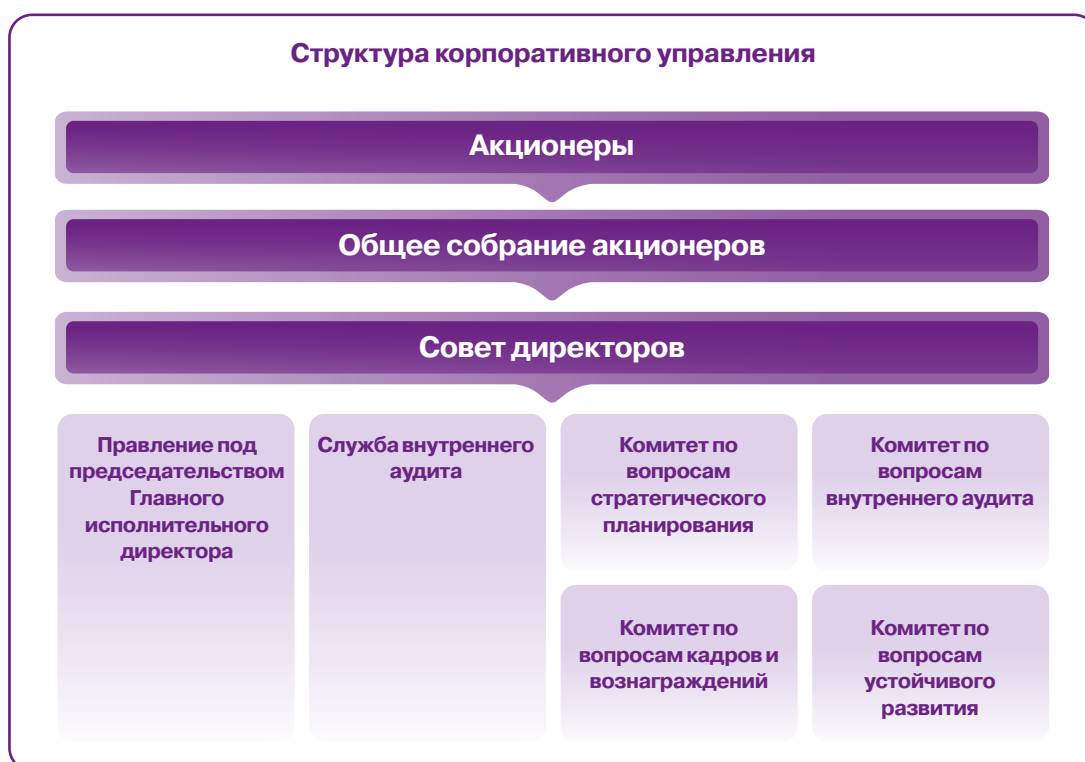 Структура корпоративного управления
Акционеры
Общее собрание акционеров
Совет директоров
Правление под
председательством
Главного
исполнительного
директора
Служба внутреннего
аудита
Комитет по
вопросам
стратегического
планирования
Комитет по
вопросам
внутреннего аудита
Комитет по
вопросам кадров и
вознаграждений
Комитет по
вопросам
устойчивого
развития